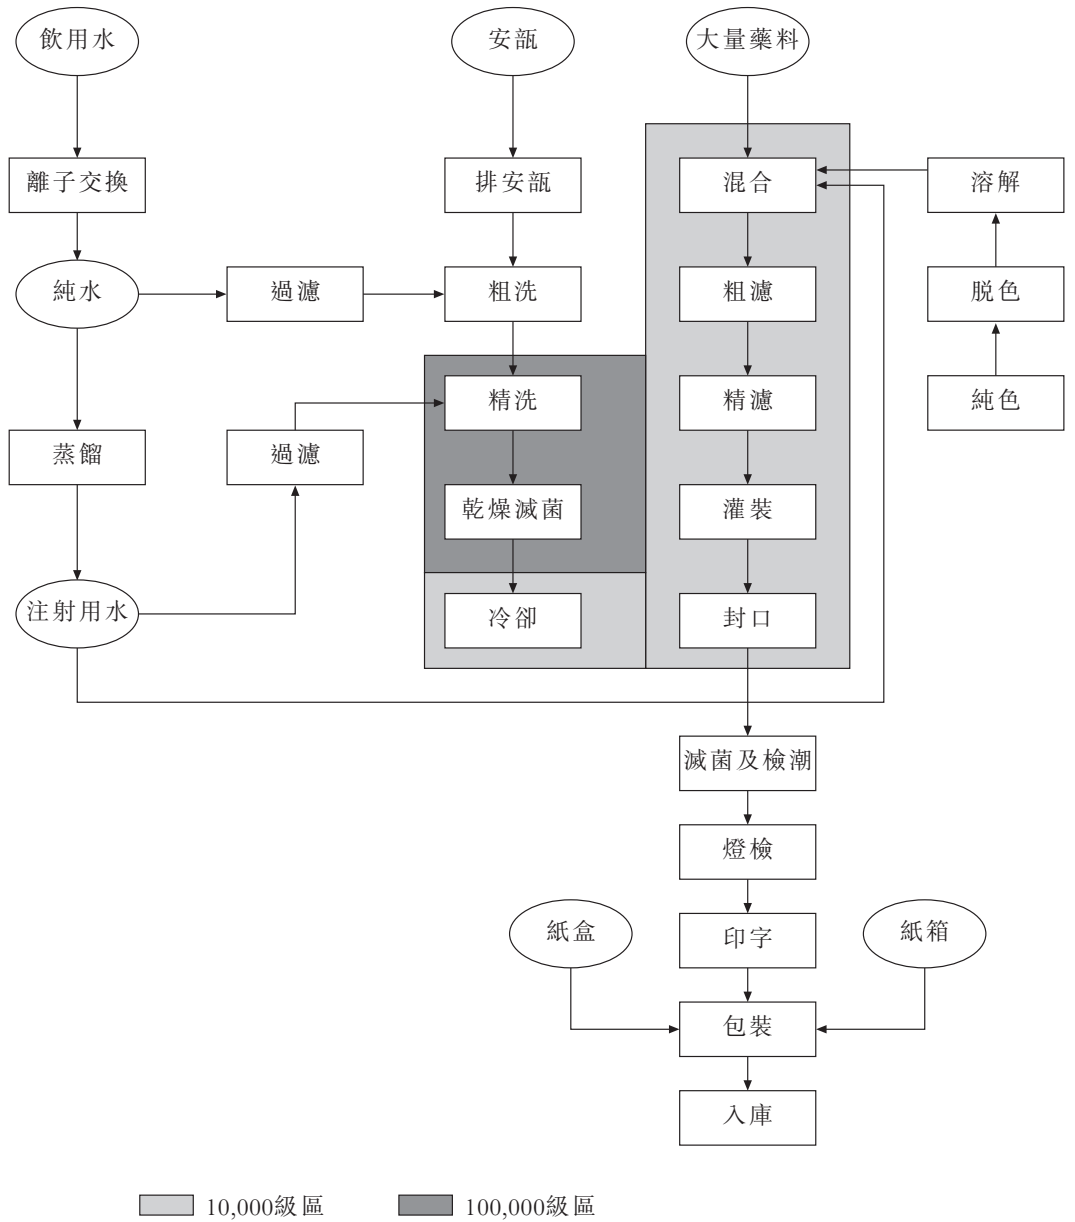 飲用水
安瓿
大量藥料
離子交換
排安瓿
混合
溶解
純水
過濾
粗洗
粗濾
脱色
精洗
精濾
純色
蒸餾
過濾
乾燥滅菌
灌裝
注射用水
冷卻
封口
滅菌及檢潮
燈檢
紙盒
印字
紙箱
包裝
入庫
10,000級區
100,000級區